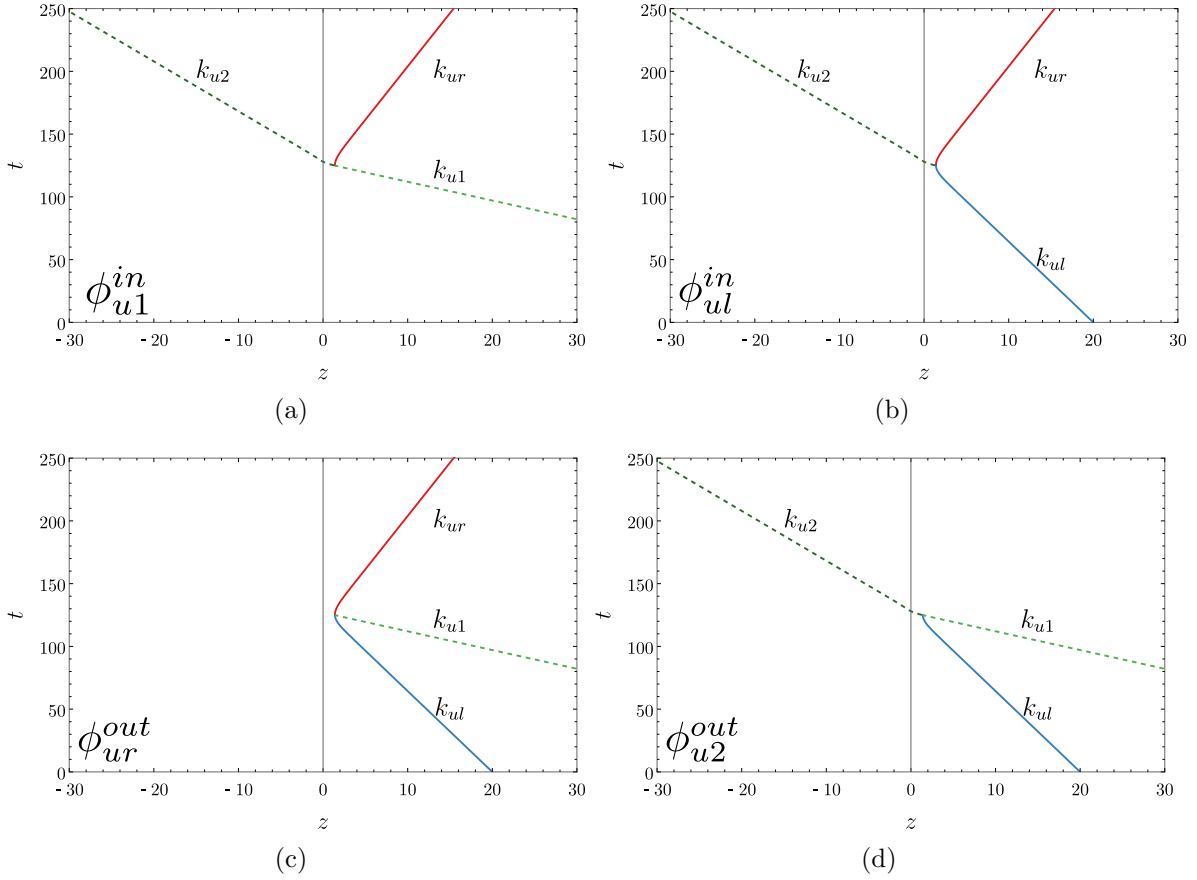 250
200
150
100
50
0
t
k_{u2}
k_{ur}
k_{u1}
ϕ_{u1}^{in}
-30 -20 -10 0 10 20 30
z
(a)
250
200
150
100
50
0
t
k_{u2}
k_{ur}
k_{ul}
ϕ_{ul}^{in}
-30 -20 -10 0 10 20 30
z
(b)
250
200
150
100
50
0
t
k_{ur}
k_{u1}
k_{ul}
ϕ_{ur}^{out}
-30 -20 -10 0 10 20 30
z
(c)
250
200
150
100
50
0
t
k_{u2}
k_{u1}
k_{ul}
ϕ_{u2}^{out}
-30 -20 -10 0 10 20 30
z
(d)